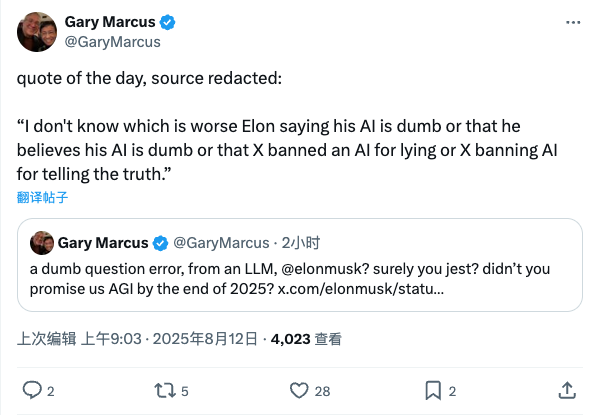 Gary Marcus
@GaryMarcus
quote of the day, source redacted:
“I don't know which is worse Elon saying his AI is dumb or that he
believes his AI is dumb or that X banned an AI for lying or X banning AI
for telling the truth.”
翻译帖子
Gary Marcus @GaryMarcus · 2小时
a dumb question error, from an LLM, @elonmusk? surely you jest? didn’t you
promise us AGI by the end of 2025? x.com/elonmusk/statu...
上次编辑 上午9:03 · 2025年8月12日 · 4,023 查看
2 5 28 2